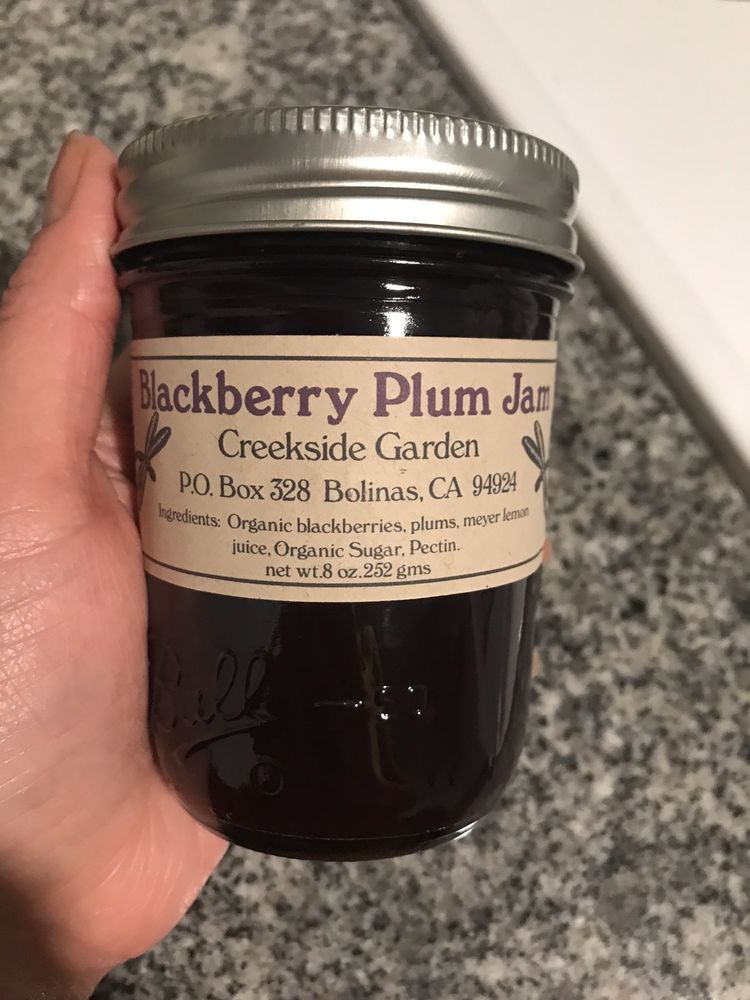 Blackberry Plum Jam
Creekside Garden
P.O. Box 328 Bolinas, CA 94924
Ingredients: Organic blackberries, plums, meyer lemon
juice, Organic Sugar, Pectin.
net wt.8 oz.252 gms
Ball
®